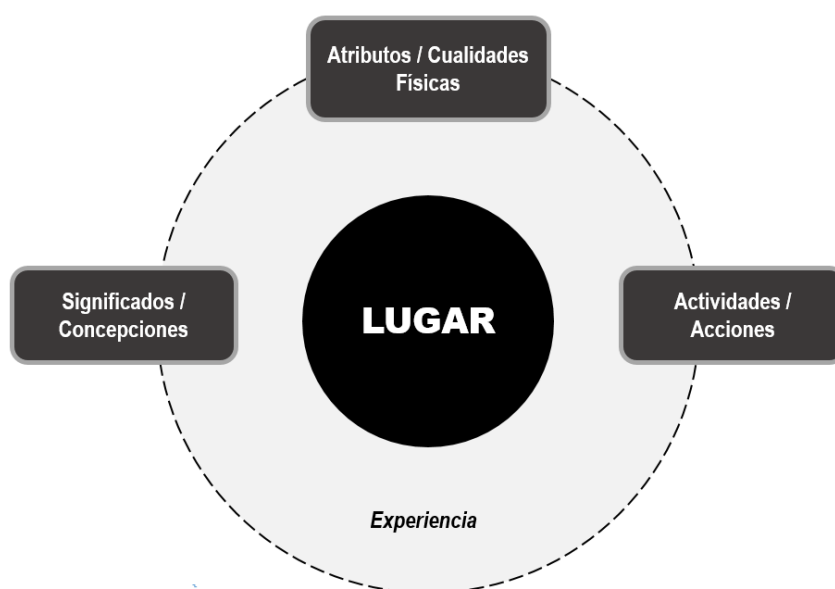 Atributos / Cualidades
Físicas
Significados /
Concepciones
LUGAR
Actividades /
Acciones
Experiencia